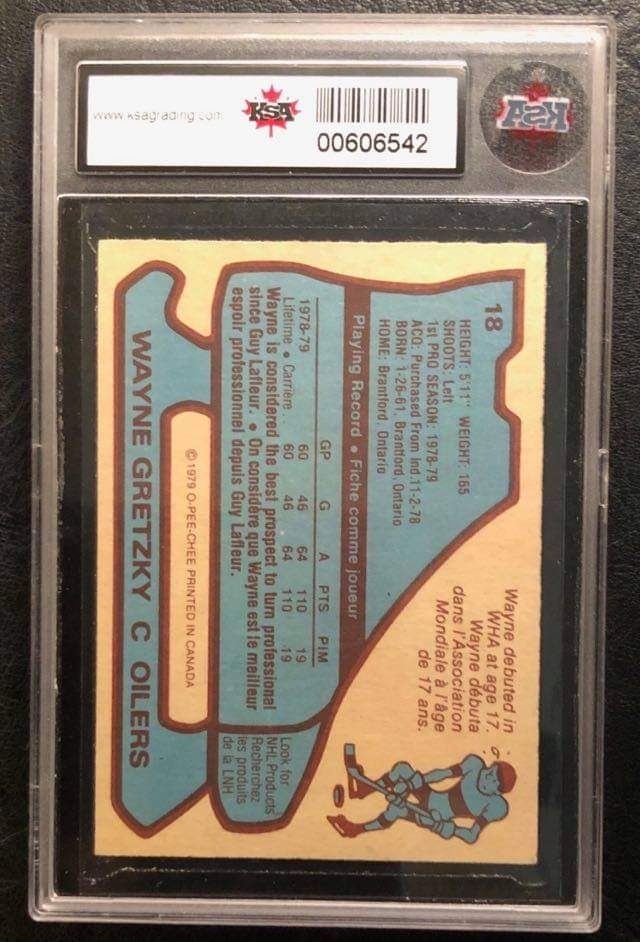 www.ksagrading.com
KSA
00606542
KSA
18
HEIGHT: 5'11" WEIGHT: 165
SHOOTS: Left
1st PRO SEASON: 1978-79
ACQ: Purchased From Ind.11-2-78
BORN: 1-26-61, Brantford, Ontario
HOME: Brantford, Ontario
Wayne debuted in
WHA at age 17.
Wayne débuta
dans l'Association
Mondiale à l'âge
de 17 ans.
Playing Record • Fiche comme joueur
GP G A PTS PIM
1978-79 60 46 64 110 19
Lifetime • Carrière.. 60 46 64 110 19
Wayne is considered the best prospect to turn professional
since Guy Lafleur. • On considère que Wayne est le meilleur
espoir professionnel depuis Guy Lafleur.
Look for
NHL Products
Recherchez
les produits
de la LNH
© 1979 O-PEE-CHEE PRINTED IN CANADA
WAYNE GRETZKY C OILERS